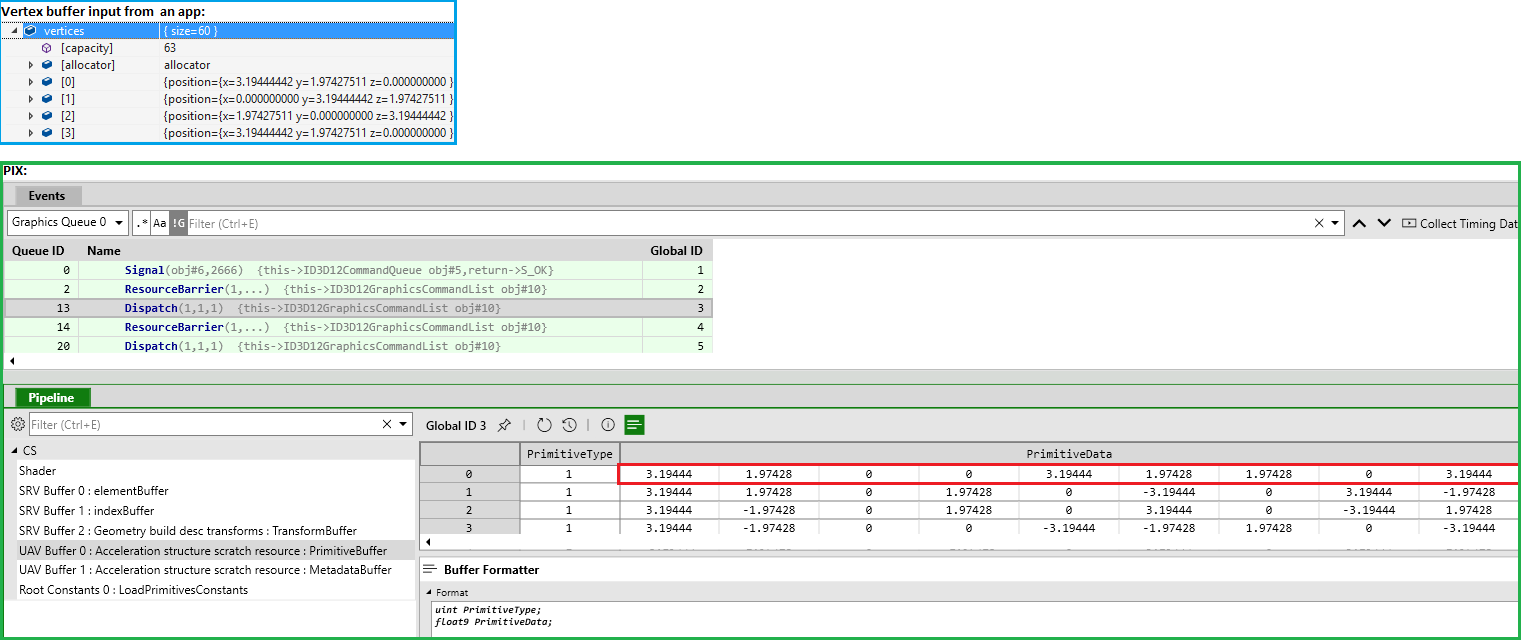 Vertex buffer input from an app:
vertices { size=60 }
[capacity] 63
[allocator] allocator
[0] {position={x=3.19444442 y=1.97427511 z=0.000000000 }
[1] {position={x=0.000000000 y=3.19444442 z=1.97427511 }
[2] {position={x=1.97427511 y=0.000000000 z=3.19444442 }
[3] {position={x=3.19444442 y=1.97427511 z=0.000000000 }
PIX:
Events
Graphics Queue 0 .* Aa !G Filter (Ctrl+E) Collect Timing Dat
Queue ID Name Global ID
0 Signal(obj#6,2666) {this->ID3D12CommandQueue obj#5,return->S_OK} 1
2 ResourceBarrier(1,...) {this->ID3D12GraphicsCommandList obj#10} 2
13 Dispatch(1,1,1) {this->ID3D12GraphicsCommandList obj#10} 3
14 ResourceBarrier(1,...) {this->ID3D12GraphicsCommandList obj#10} 4
20 Dispatch(1,1,1) {this->ID3D12GraphicsCommandList obj#10} 5
Pipeline
Filter (Ctrl+E)
CS
Shader
SRV Buffer 0 : elementBuffer
SRV Buffer 1 : indexBuffer
SRV Buffer 2 : Geometry build desc transforms : TransformBuffer
UAV Buffer 0 : Acceleration structure scratch resource : PrimitiveBuffer
UAV Buffer 1 : Acceleration structure scratch resource : MetadataBuffer
Root Constants 0 : LoadPrimitivesConstants
Global ID 3
PrimitiveType PrimitiveData
0 1 3.19444 1.97428 0 0 3.19444 1.97428 1.97428 0 3.19444
1 1 3.19444 1.97428 0 1.97428 0 -3.19444 0 3.19444 -1.97428
2 1 3.19444 -1.97428 0 1.97428 0 3.19444 0 -3.19444 1.97428
3 1 3.19444 -1.97428 0 0 -3.19444 -1.97428 1.97428 0 -3.19444
Buffer Formatter
Format
uint PrimitiveType;
float9 PrimitiveData;